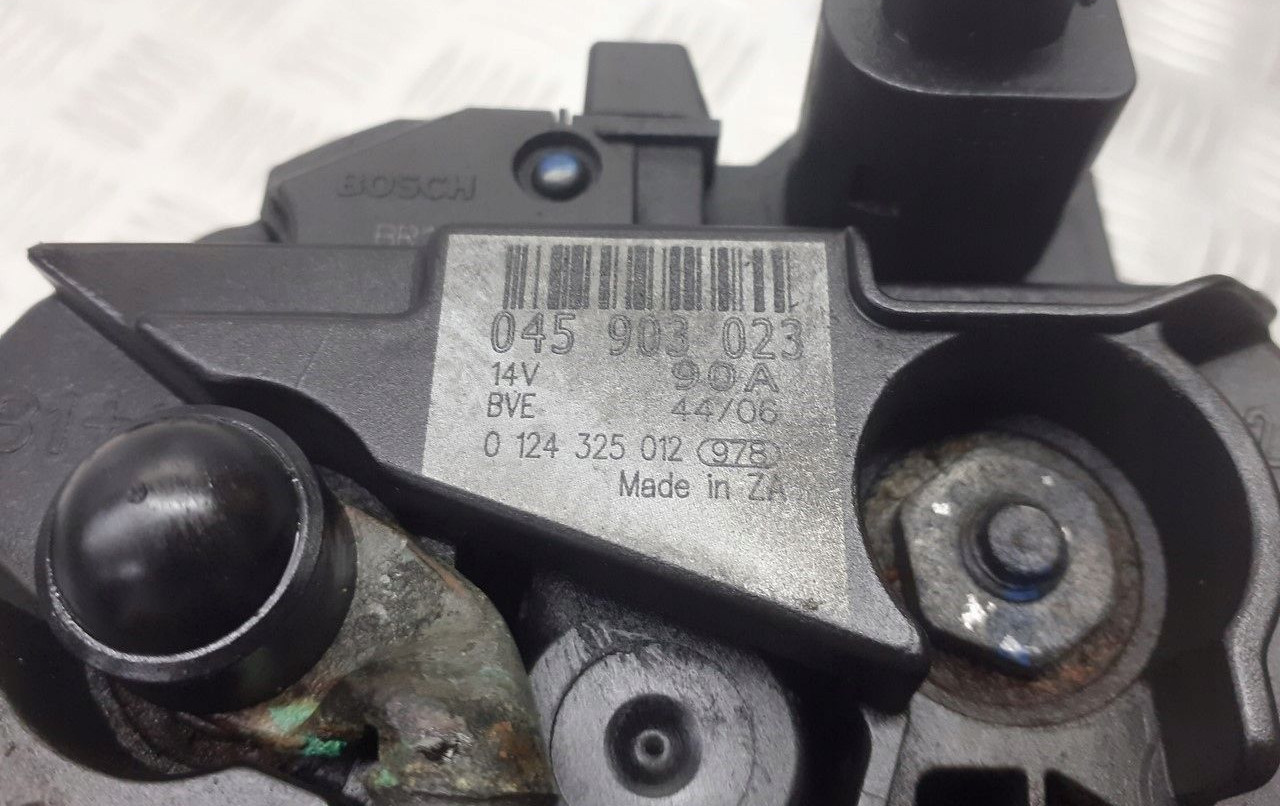 BOSCH
045 903 023
14V 90A
BVE 44/06
0 124 325 012 978
Made in ZA